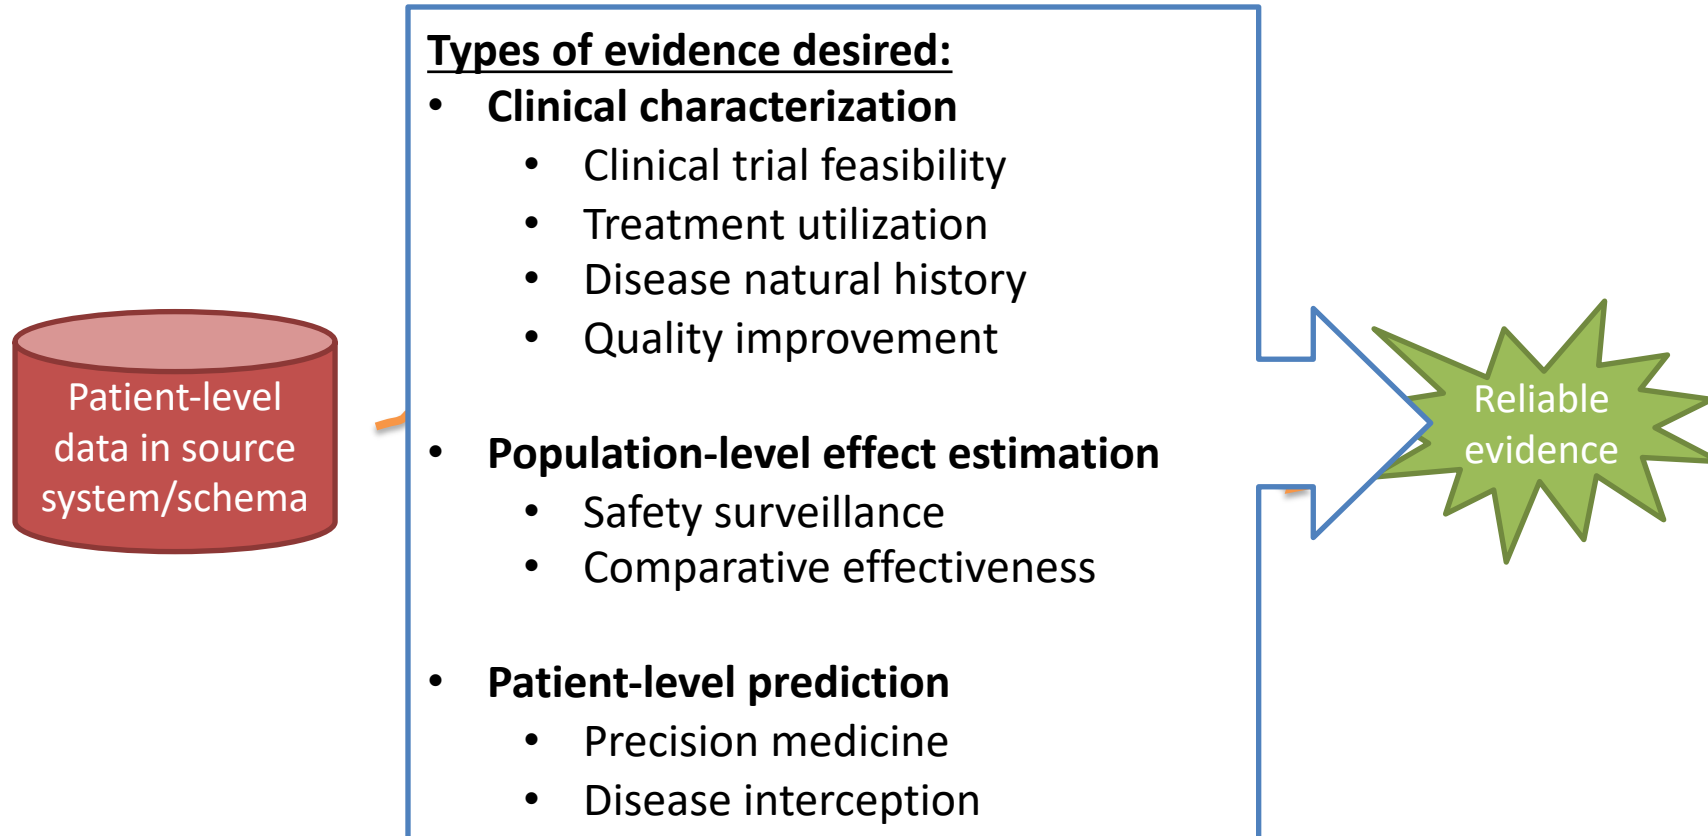 Types of evidence desired:
• Clinical characterization
• Clinical trial feasibility
• Treatment utilization
• Disease natural history
• Quality improvement
• Population-level effect estimation
• Safety surveillance
• Comparative effectiveness
• Patient-level prediction
• Precision medicine
• Disease interception
Patient-level
data in source
system/schema
Reliable
evidence